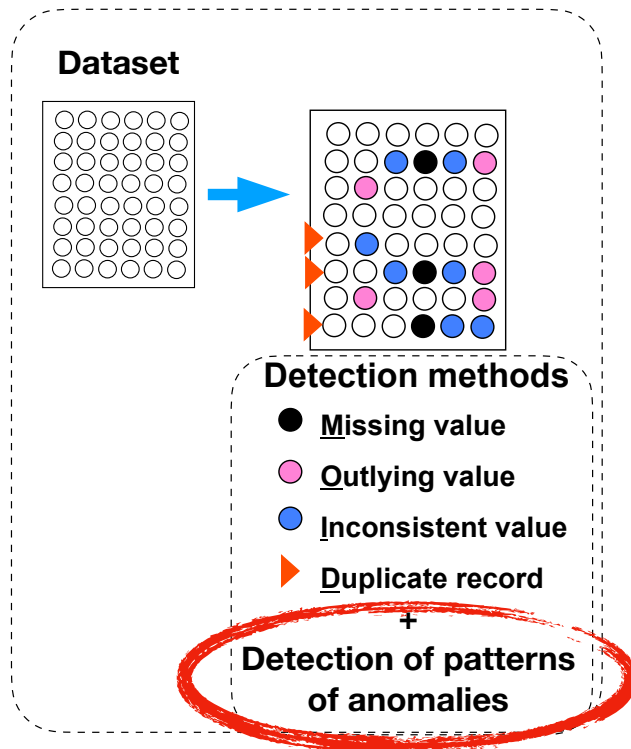 Dataset
Detection methods
Missing value
Outlying value
Inconsistent value
Duplicate record
+
Detection of patterns
of anomalies